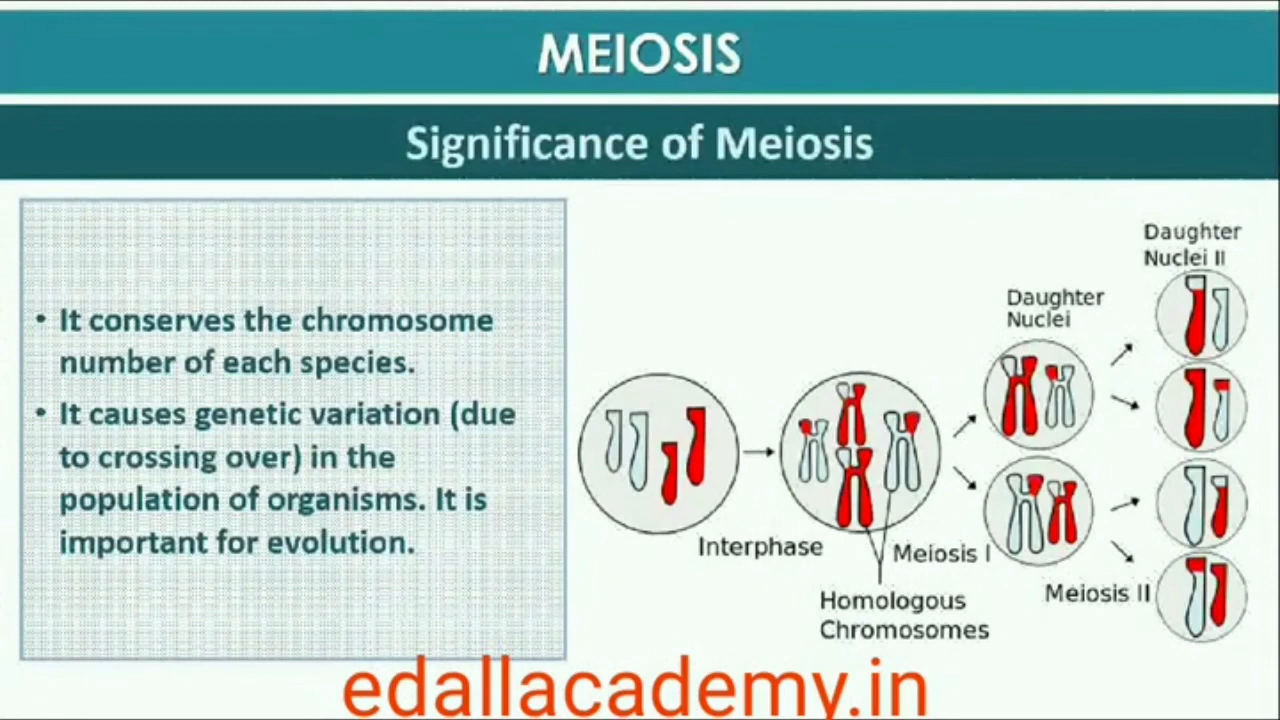 MEIOSIS
Significance of Meiosis
• It conserves the chromosome
number of each species.
• It causes genetic variation (due
to crossing over) in the
population of organisms. It is
important for evolution.
Daughter
Nuclei II
Daughter
Nuclei
Interphase
Meiosis I
Meiosis II
Homologous
Chromosomes
edallacademy.in